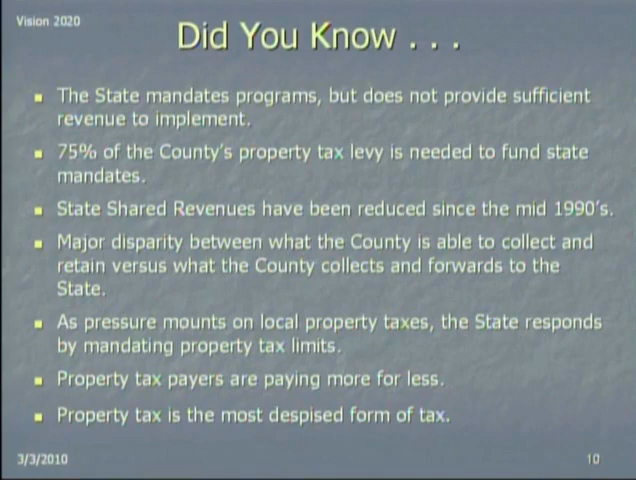 Vision 2020
Did You Know . . .
The State mandates programs, but does not provide sufficient
revenue to implement.
75% of the County's property tax levy is needed to fund state
mandates.
State Shared Revenues have been reduced since the mid 1990's.
Major disparity between what the County is able to collect and
retain versus what the County collects and forwards to the
State.
As pressure mounts on local property taxes, the State responds
by mandating property tax limits.
Property tax payers are paying more for less.
Property tax is the most despised form of tax.
3/3/2010
10